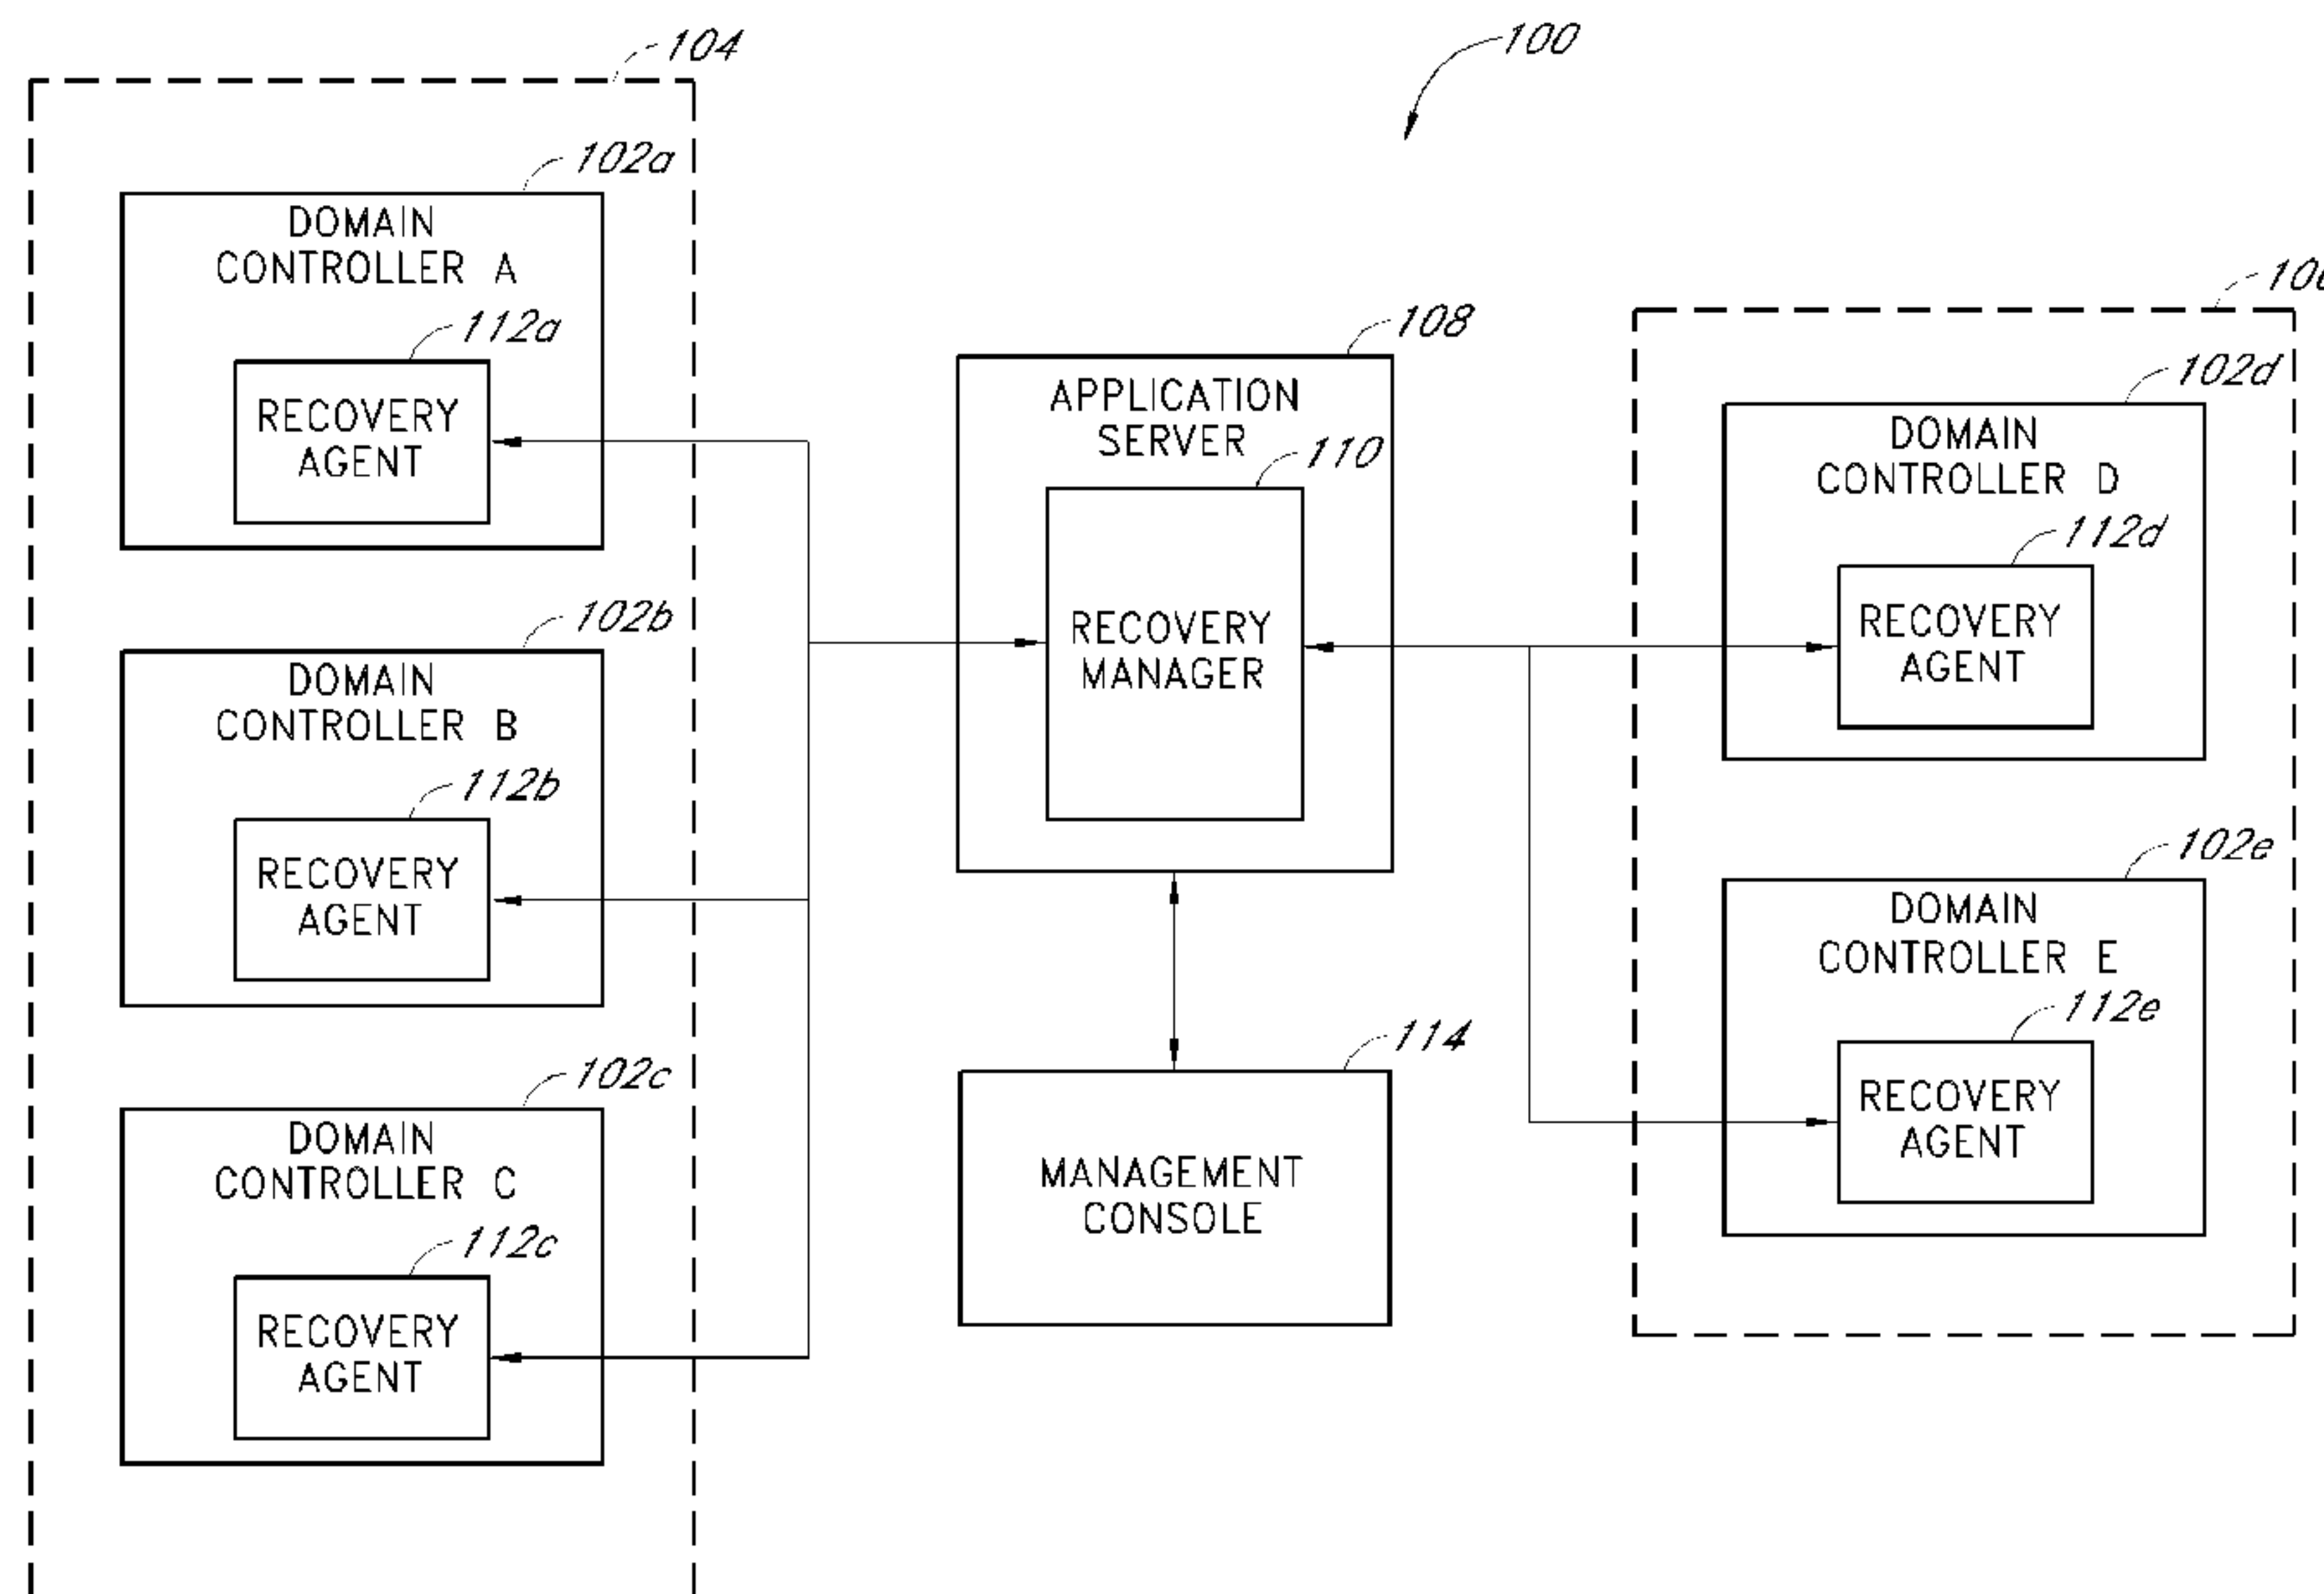 104
100
102a
DOMAIN
CONTROLLER A
112a
RECOVERY
AGENT
102b
DOMAIN
CONTROLLER B
112b
RECOVERY
AGENT
102c
DOMAIN
CONTROLLER C
112c
RECOVERY
AGENT
108
APPLICATION
SERVER
110
RECOVERY
MANAGER
114
MANAGEMENT
CONSOLE
102d
DOMAIN
CONTROLLER D
112d
RECOVERY
AGENT
102e
DOMAIN
CONTROLLER E
112e
RECOVERY
AGENT